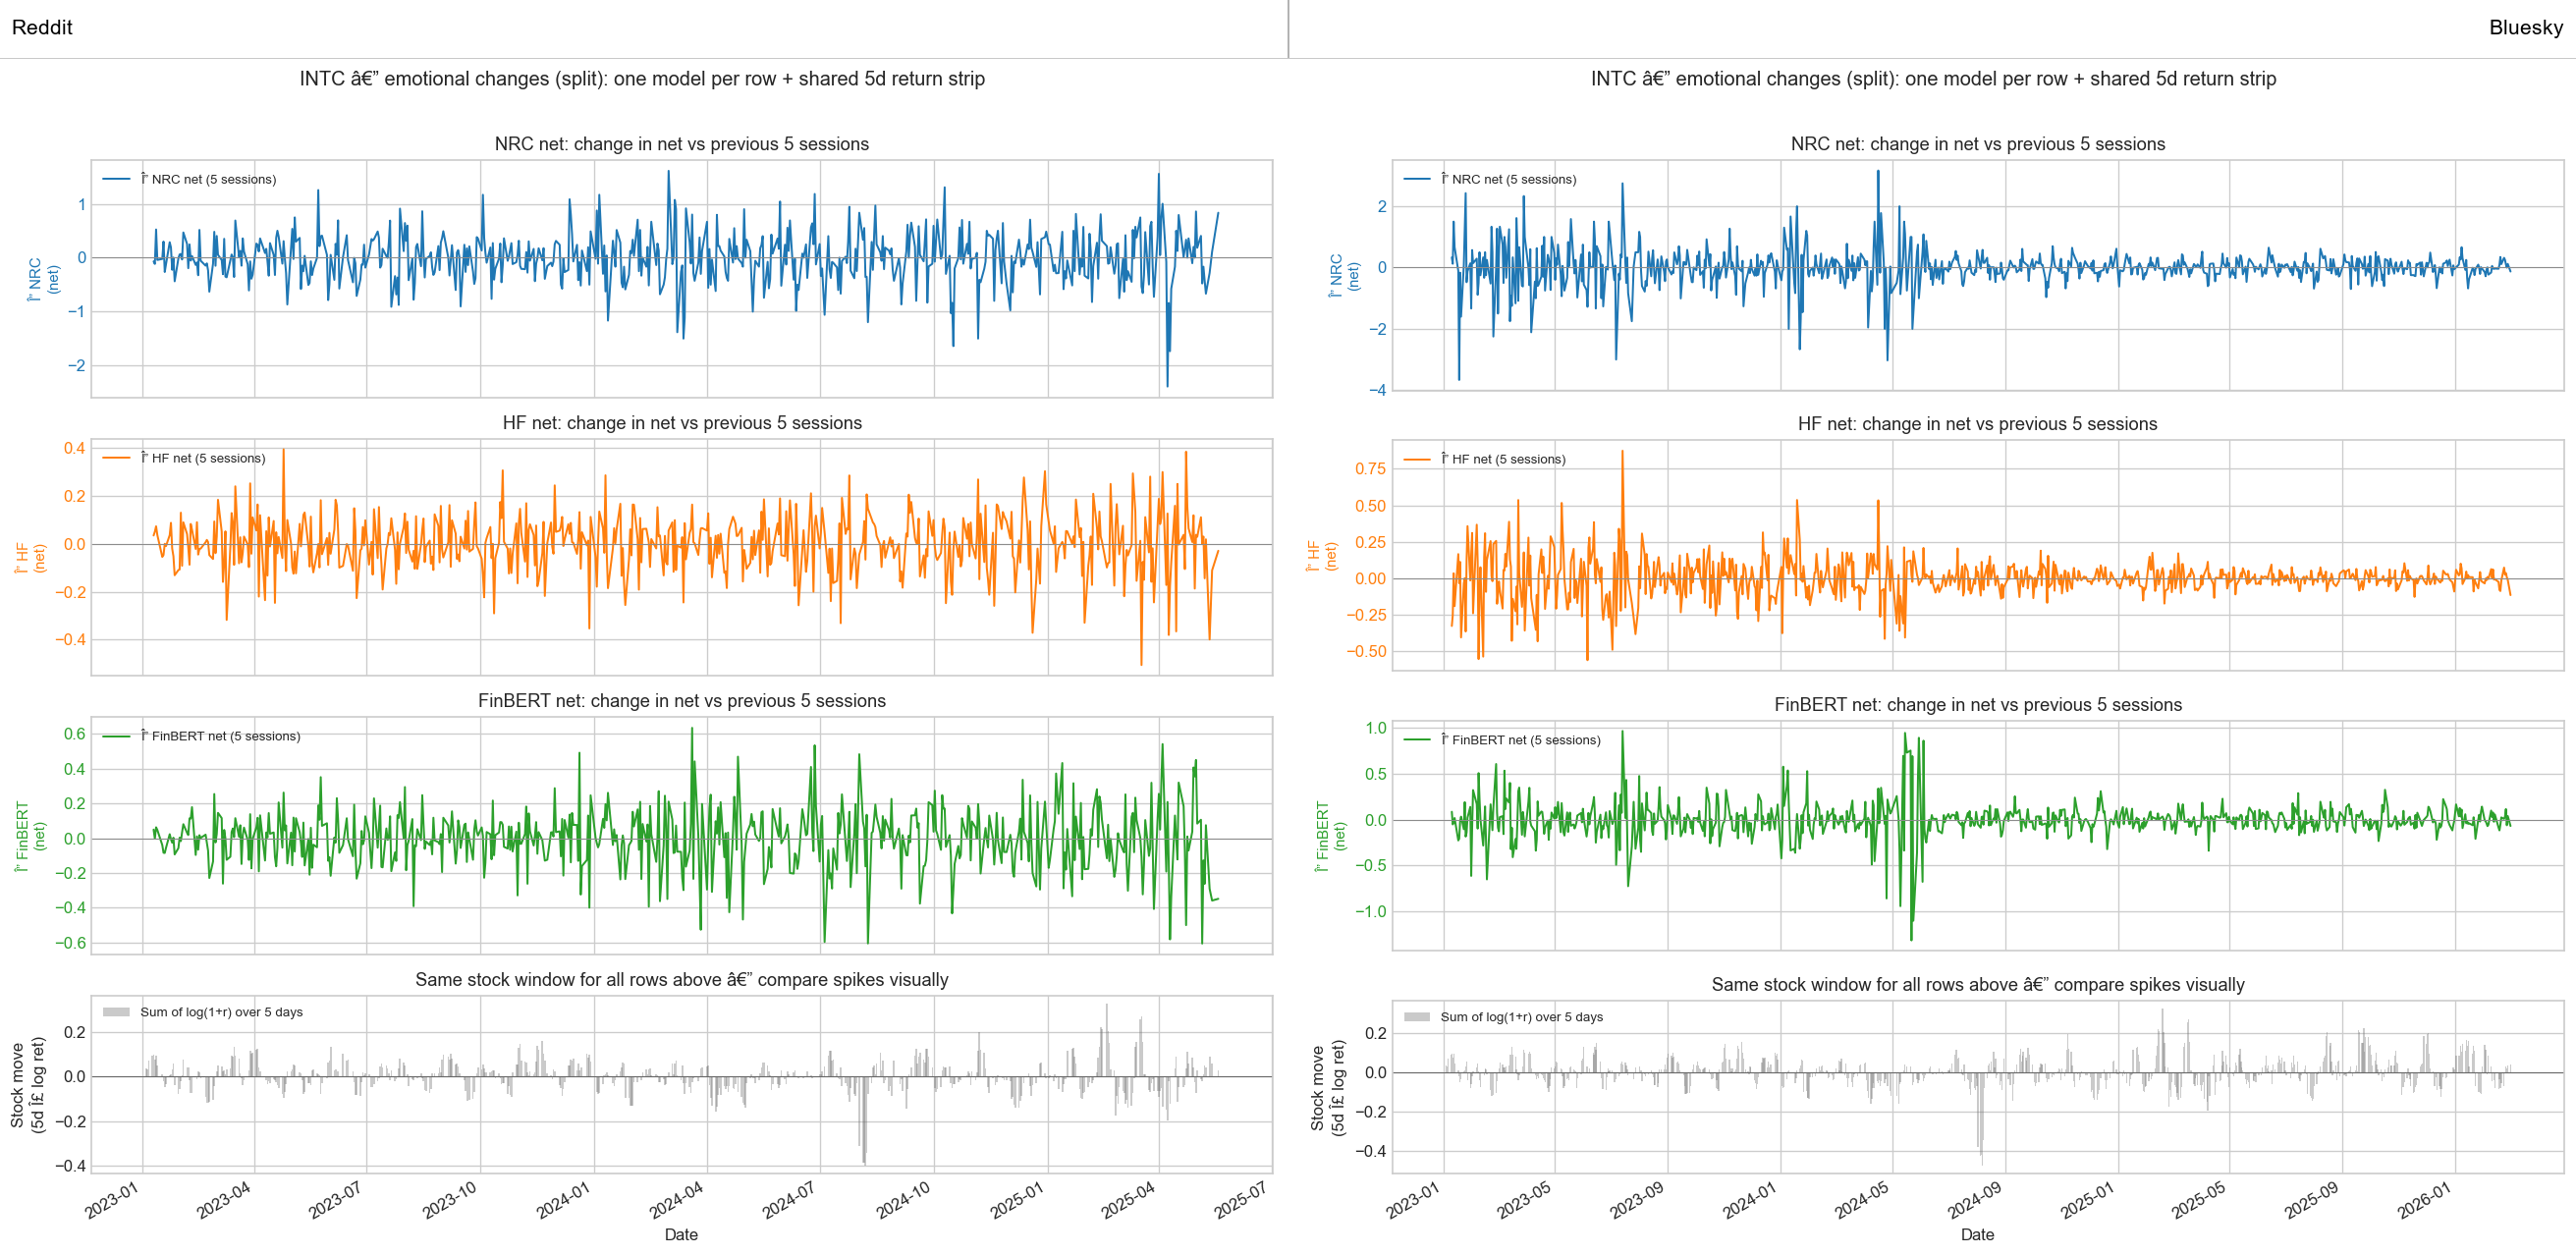 Reddit
Bluesky
INTC â€” emotional changes (split): one model per row + shared 5d return strip
NRC net: change in net vs previous 5 sessions
Î” NRC net (5 sessions)
Î” NRC
(net)
1
0
−1
−2
HF net: change in net vs previous 5 sessions
Î” HF net (5 sessions)
Î” HF
(net)
0.4
0.2
0.0
−0.2
−0.4
FinBERT net: change in net vs previous 5 sessions
Î” FinBERT net (5 sessions)
Î” FinBERT
(net)
0.6
0.4
0.2
0.0
−0.2
−0.4
−0.6
Same stock window for all rows above â€” compare spikes visually
Sum of log(1+r) over 5 days
Stock move
(5d Î£ log ret)
0.2
0.0
−0.2
−0.4
2023-01
2023-04
2023-07
2023-10
2024-01
2024-04
2024-07
2024-10
2025-01
2025-04
2025-07
Date
INTC â€” emotional changes (split): one model per row + shared 5d return strip
NRC net: change in net vs previous 5 sessions
Î” NRC net (5 sessions)
Î” NRC
(net)
2
0
−2
−4
HF net: change in net vs previous 5 sessions
Î” HF net (5 sessions)
Î” HF
(net)
0.75
0.50
0.25
0.00
−0.25
−0.50
FinBERT net: change in net vs previous 5 sessions
Î” FinBERT net (5 sessions)
Î” FinBERT
(net)
1.0
0.5
0.0
−0.5
−1.0
Same stock window for all rows above â€” compare spikes visually
Sum of log(1+r) over 5 days
Stock move
(5d Î£ log ret)
0.2
0.0
−0.2
−0.4
2023-01
2023-05
2023-09
2024-01
2024-05
2024-09
2025-01
2025-05
2025-09
2026-01
Date